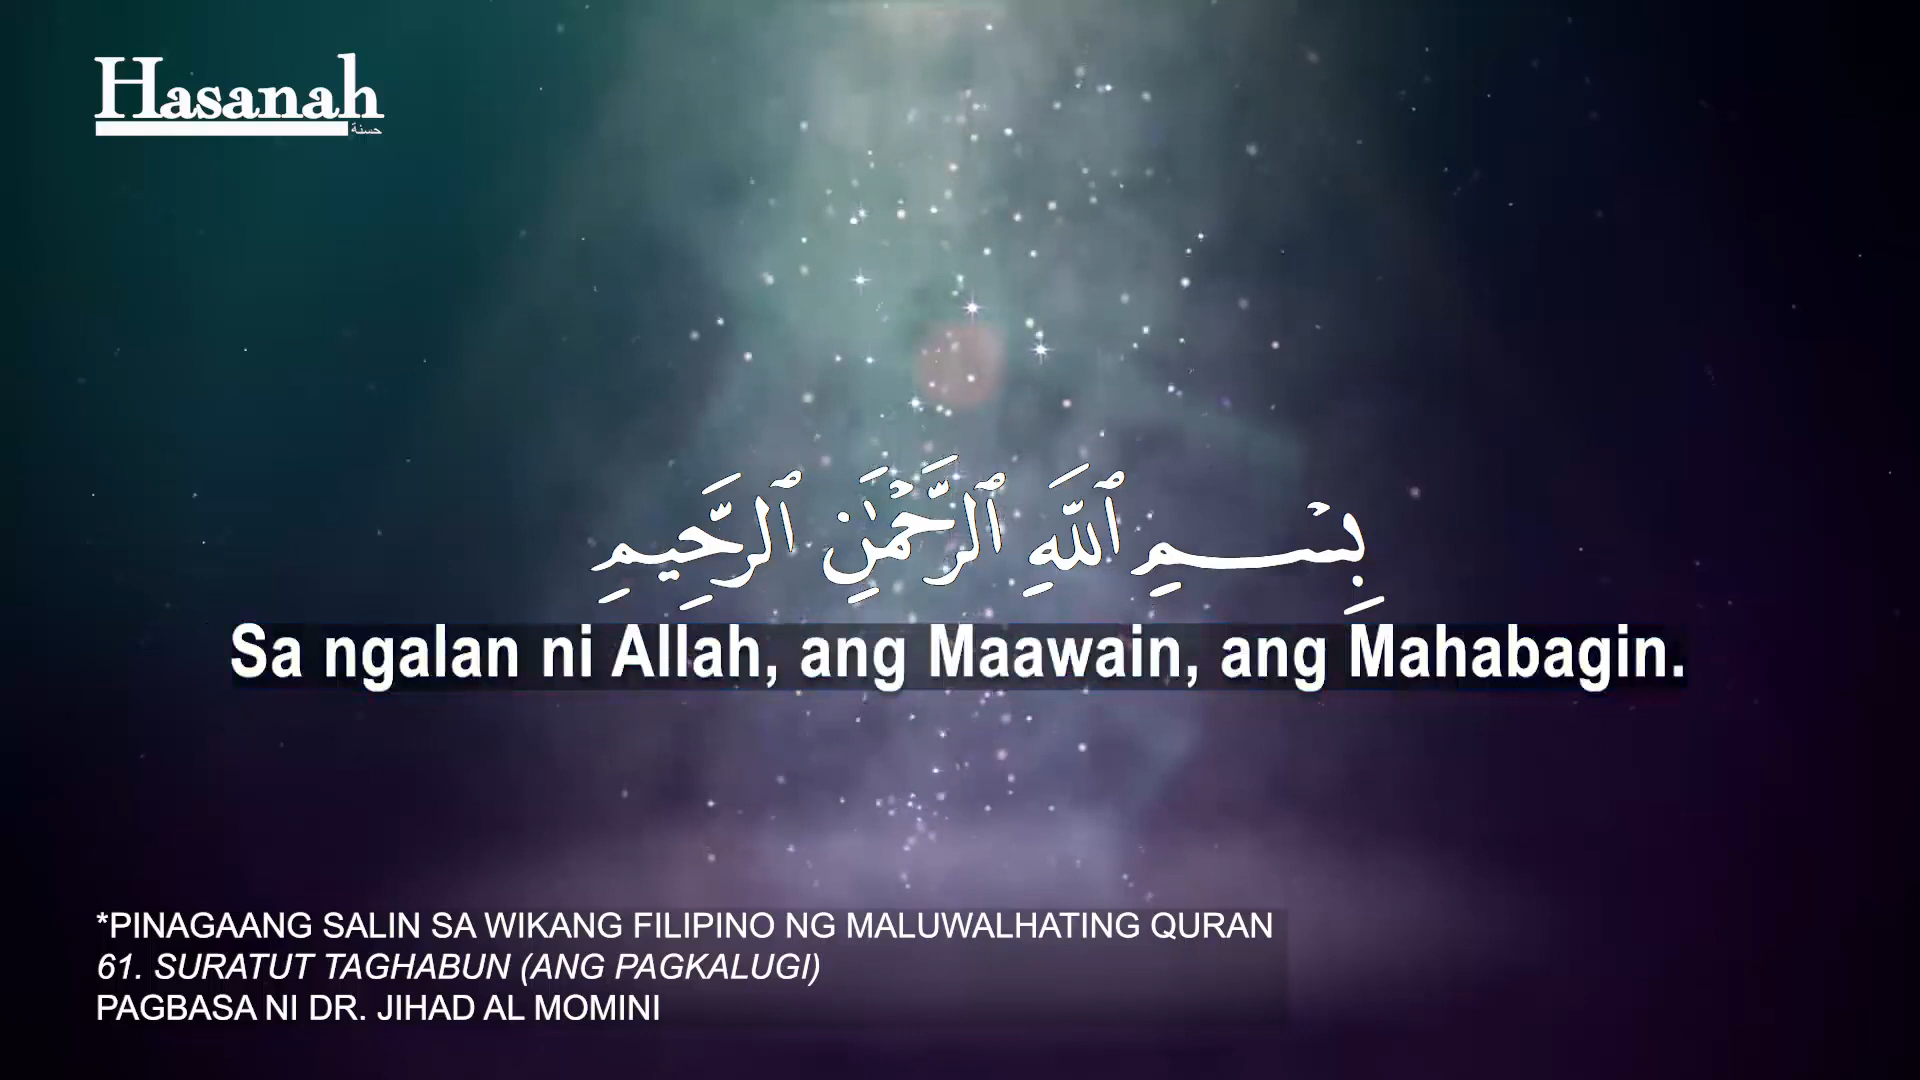 Hasanah
حسنة
بِسْمِ ٱللَّهِ ٱلرَّحْمَٰنِ ٱلرَّحِيمِ
Sa ngalan ni Allah, ang Maawain, ang Mahabagin.
*PINAGAANG SALIN SA WIKANG FILIPINO NG MALUWALHATING QURAN
61. SURATUT TAGHABUN (ANG PAGKALUGI)
PAGBASA NI DR. JIHAD AL MOMINI